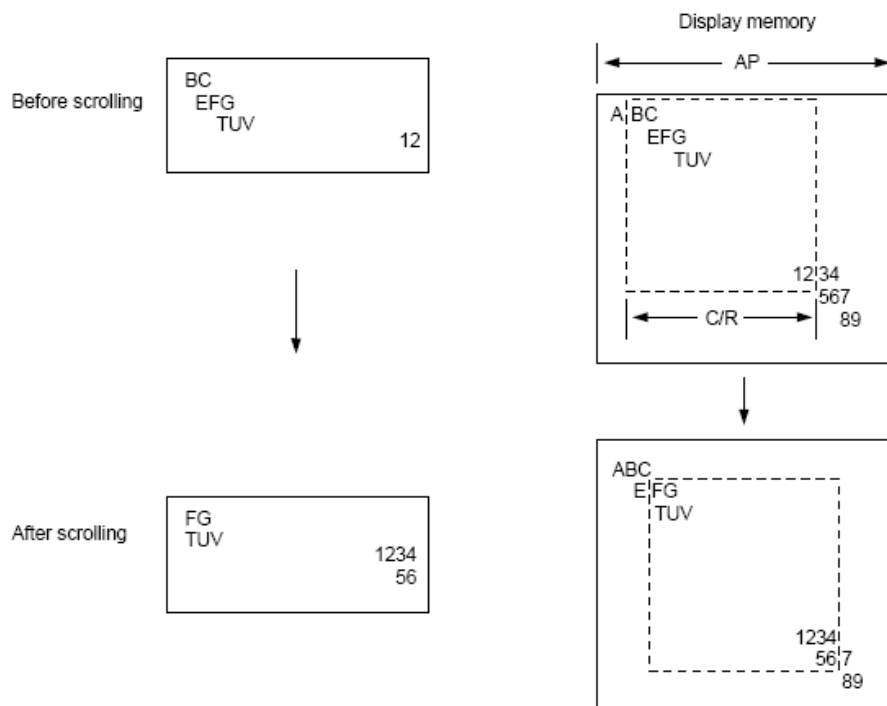 Display memory
AP
Before scrolling
BC
EFG
TUV
12
A BC
EFG
TUV
12 34
567
89
C/R
After scrolling
FG
TUV
1234
56
ABC
E FG
TUV
1234
56 7
89